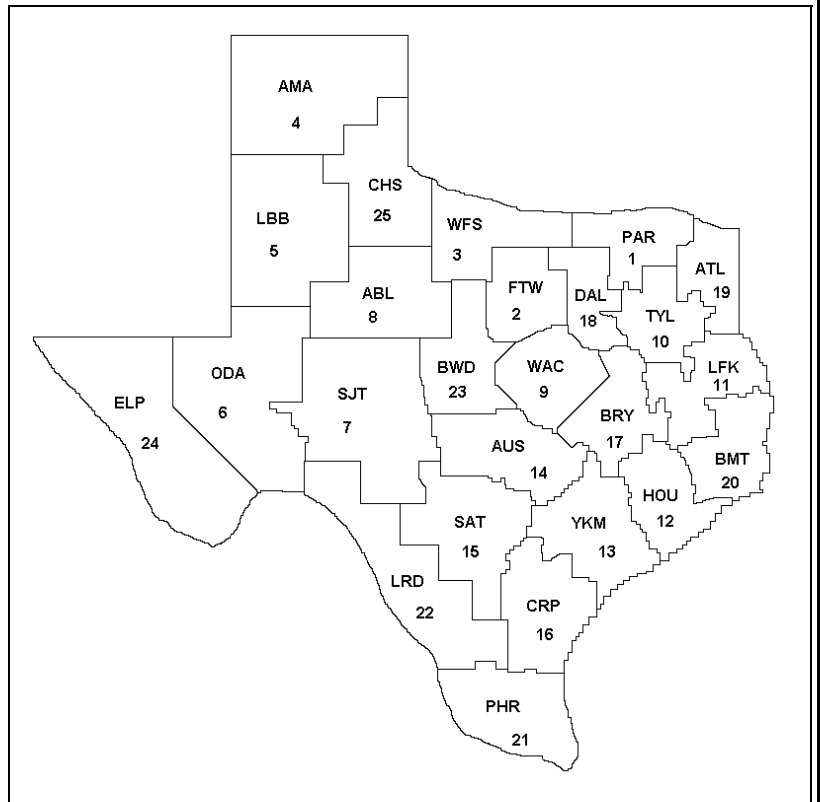 AMA
4
CHS
25
LBB
5
WFS
3
PAR
1
ATL
19
ABL
8
FTW
2
DAL
18
TYL
10
ELP
24
ODA
6
SJT
7
BWD
23
WAC
9
LFK
11
BRY
17
AUS
14
BMT
20
HOU
12
SAT
15
YKM
13
LRD
22
CRP
16
PHR
21